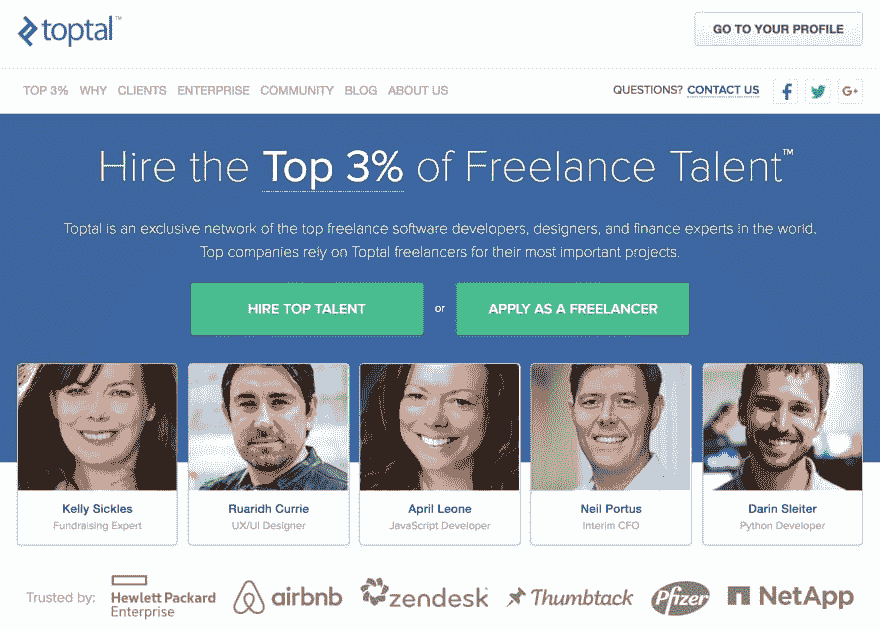 toptal™
GO TO YOUR PROFILE
TOP 3% WHY CLIENTS ENTERPRISE COMMUNITY BLOG ABOUT US
QUESTIONS? CONTACT US
G+
Hire the Top 3% of Freelance Talent™
Toptal is an exclusive network of the top freelance software developers, designers, and finance experts in the world.
Top companies rely on Toptal freelancers for their most important projects.
HIRE TOP TALENT or APPLY AS A FREELANCER
Kelly Sickles
Fundraising Expert
Ruaridh Currie
UX/UI Designer
April Leone
JavaScript Developer
Neil Portus
Interim CFO
Darin Sleiter
Python Developer
Trusted by:
Hewlett Packard
Enterprise
airbnb
zendesk
Thumbtack
Pfizer
NetApp